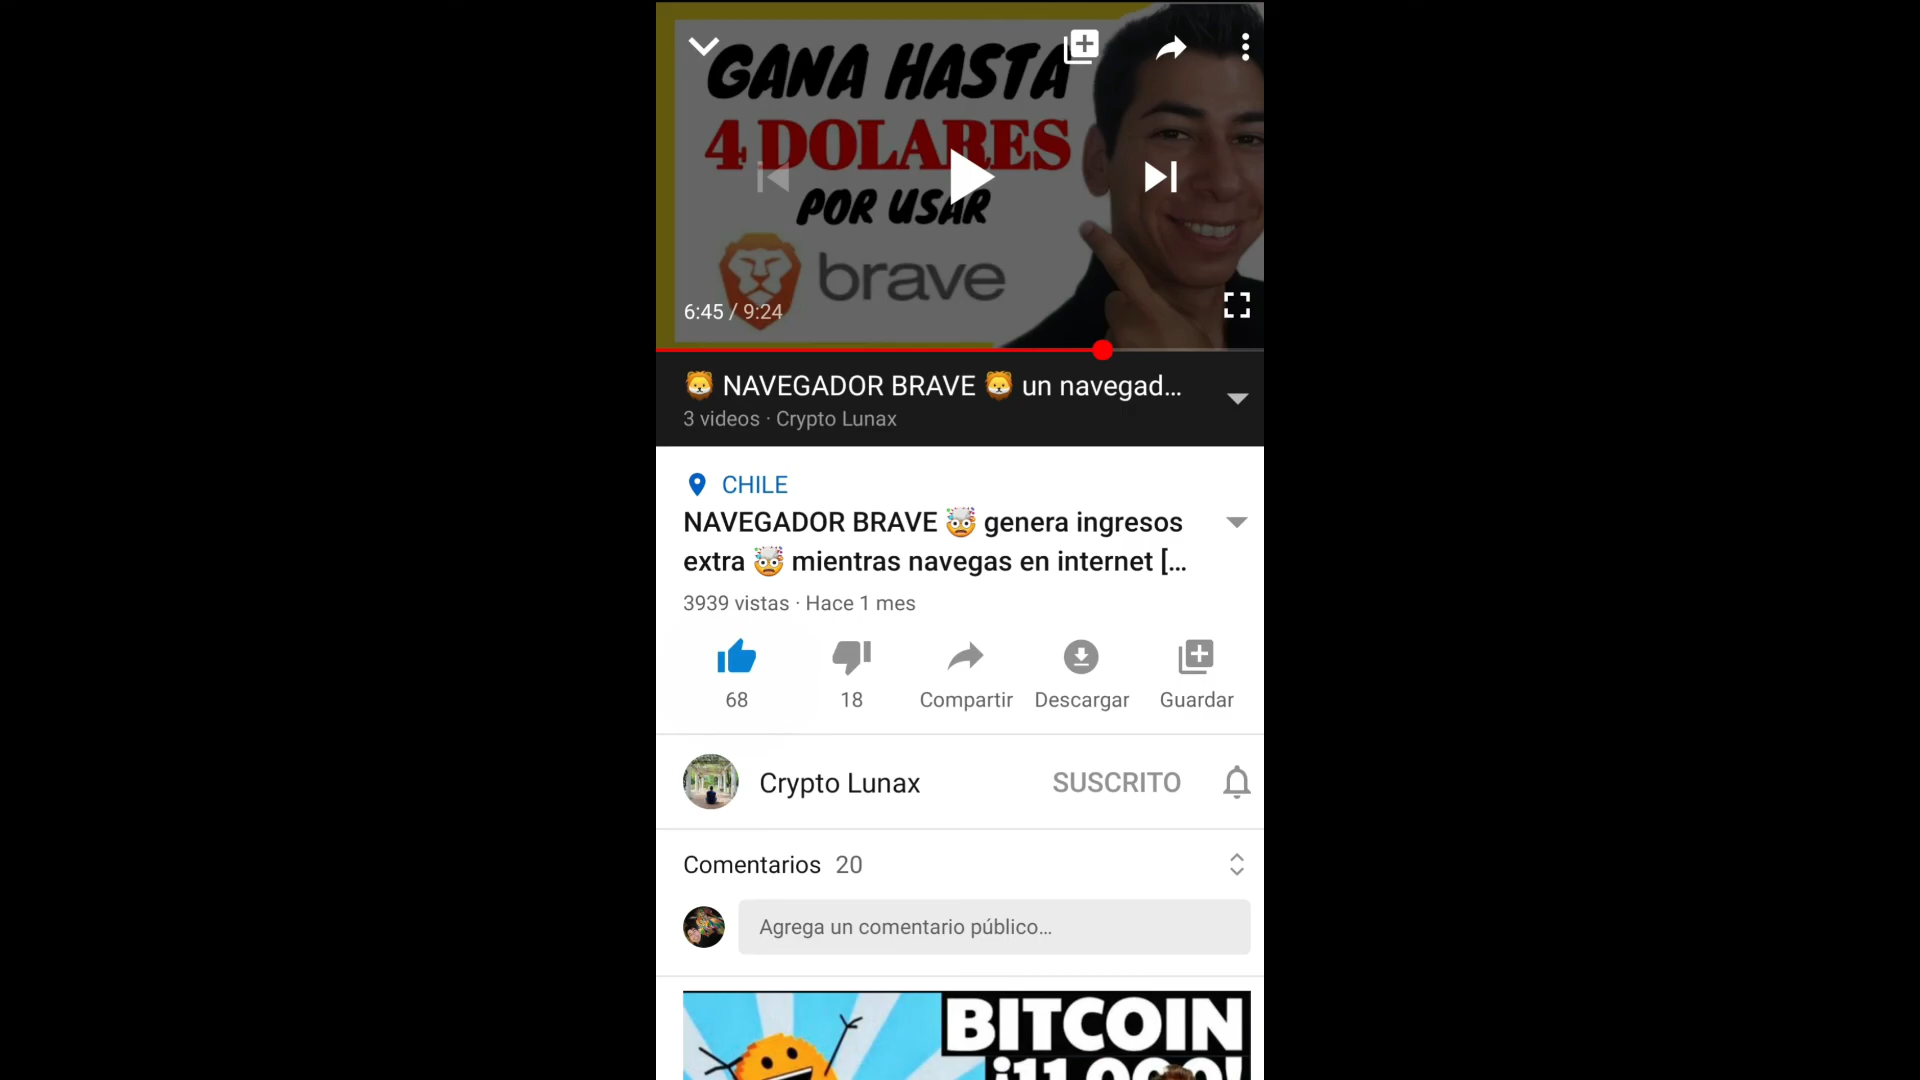 GANA HASTA
4 DOLARES
POR USAR
brave
6:45 / 9:24
🦁 NAVEGADOR BRAVE 🦁 un navegad...
3 videos · Crypto Lunax
CHILE
NAVEGADOR BRAVE 🤯 genera ingresos
extra 🤯 mientras navegas en internet [...
3939 vistas · Hace 1 mes
68
18
Compartir
Descargar
Guardar
Crypto Lunax
SUSCRITO
Comentarios 20
Agrega un comentario público...
BITCOIN
¡11.000!